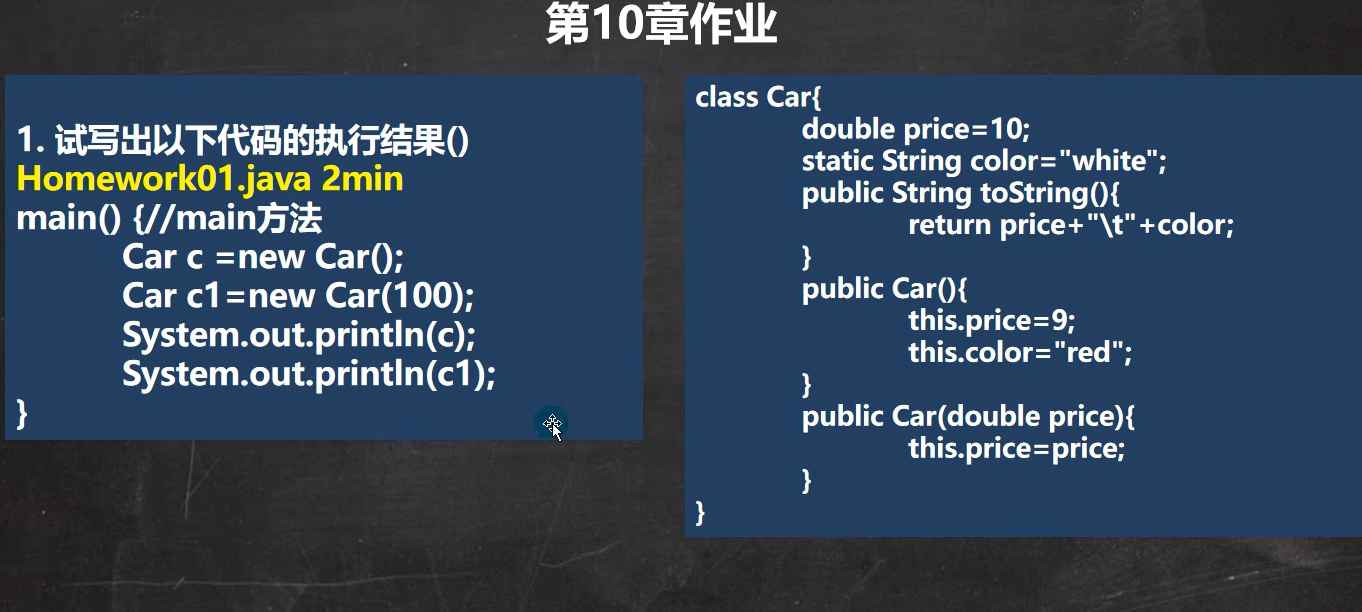 第10章作业
1. 试写出以下代码的执行结果()
Homework01.java 2min
main() {//main方法
Car c =new Car();
Car c1=new Car(100);
System.out.println(c);
System.out.println(c1);
}
class Car{
double price=10;
static String color="white";
public String toString(){
return price+"\t"+color;
}
public Car(){
this.price=9;
this.color="red";
}
public Car(double price){
this.price=price;
}
}